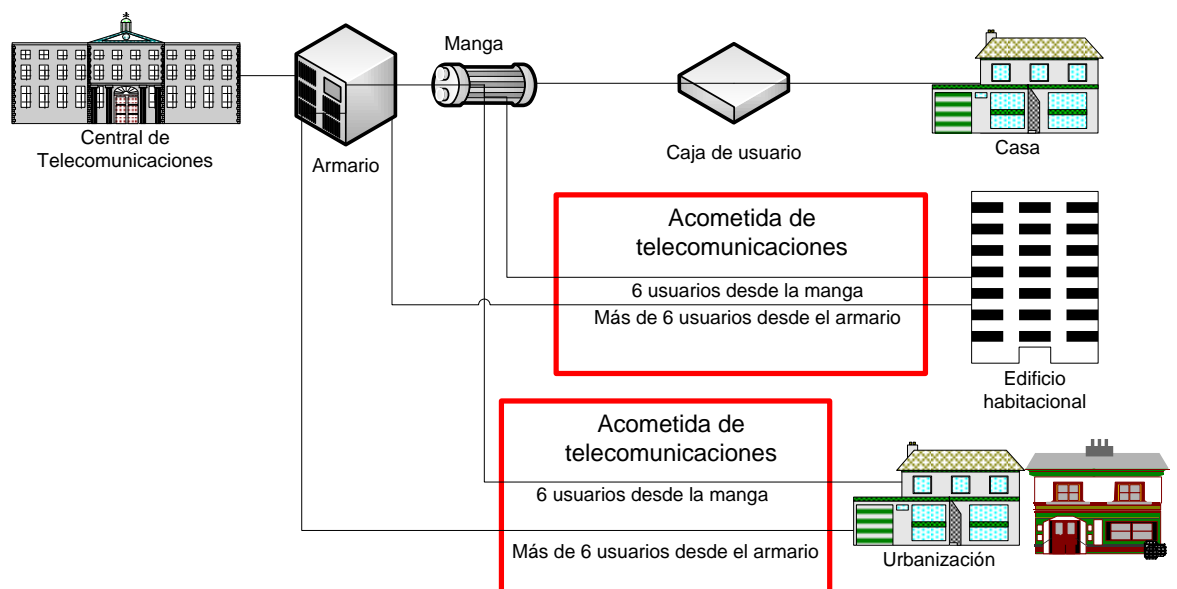 Manga
Central de
Telecomunicaciones
Armario
Caja de usuario
Casa
Acometida de
telecomunicaciones
6 usuarios desde la manga
Más de 6 usuarios desde el armario
Edificio
habitacional
Acometida de
telecomunicaciones
6 usuarios desde la manga
Más de 6 usuarios desde el armario
Urbanización